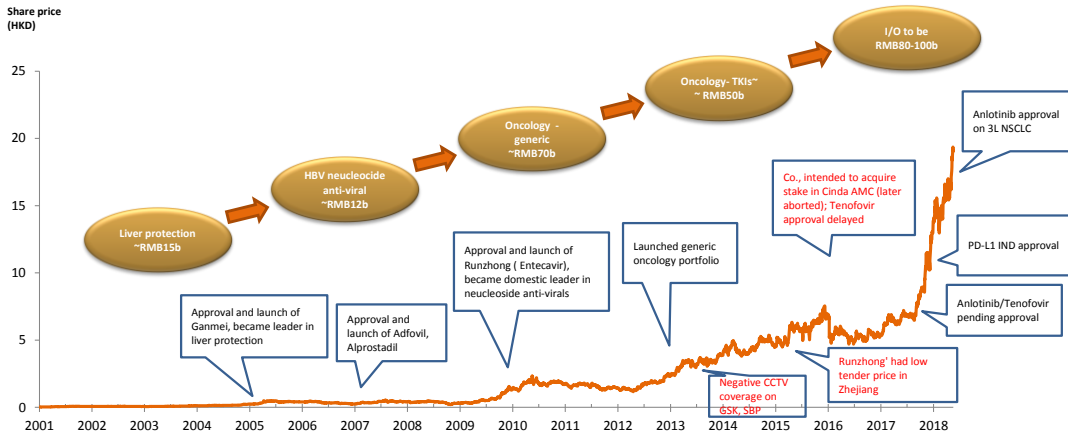 Share price
(HKD)
I/O to be
RMB80-100b
Oncology- TKIs~
~ RMB50b
Oncology -
generic
~RMB70b
HBV neucleocide
anti-viral
~RMB12b
Liver protection
~RMB15b
Anlotinib approval
on 3L NSCLC
Co., intended to acquire
stake in Cinda AMC (later
aborted); Tenofovir
approval delayed
PD-L1 IND approval
Launched generic
oncology portfolio
Approval and launch of
Runzhong ( Entecavir),
became domestic leader in
neucleoside anti-virals
Approval and launch of
Ganmei, became leader in
liver protection
Approval and
launch of Adfovil,
Alprostadil
Anlotinib/Tenofovir
pending approval
Runzhong' had low
tender price in
Zhejiang
Negative CCTV
coverage on
GSK, SBP
25
20
15
10
5
0
2001 2002 2003 2004 2005 2006 2007 2008 2009 2010 2011 2012 2013 2014 2015 2016 2017 2018